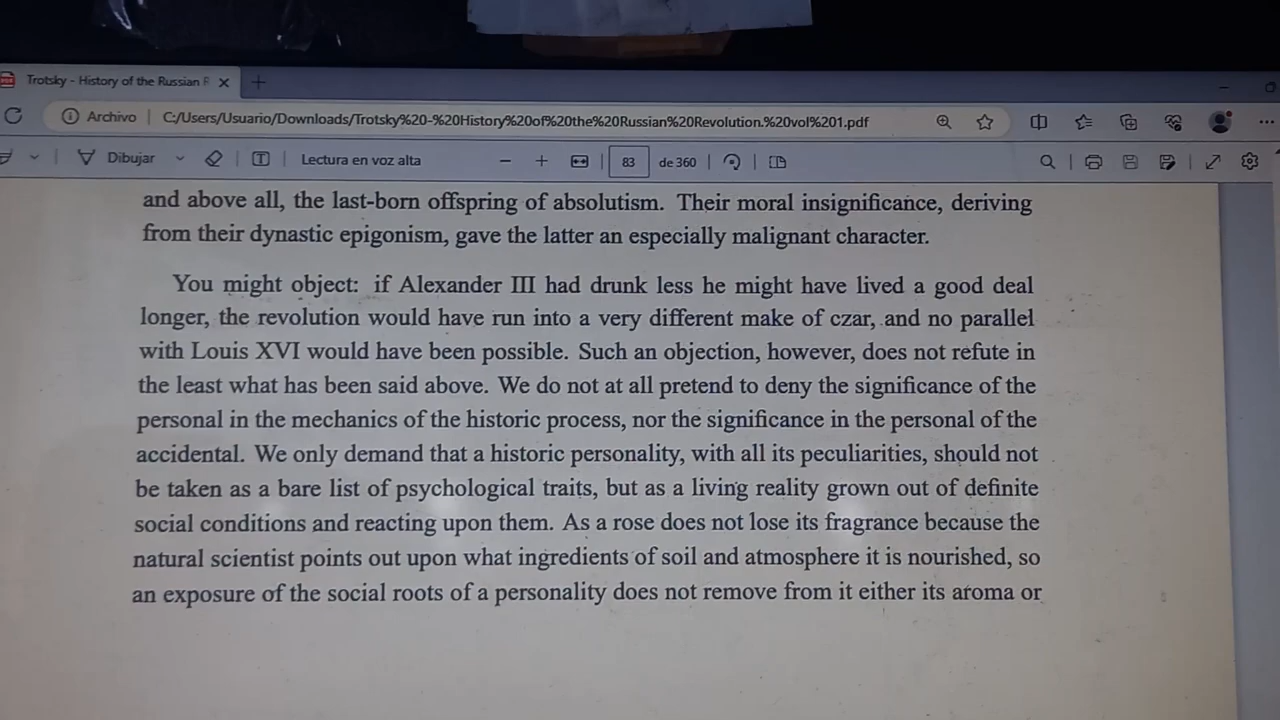 Trotsky - History of the Russian R
Archivo
C:/Users/Usuario/Downloads/Trotsky%20-%20History%20of%20the%20Russian%20Revolution.%20vol%201.pdf
Dibujar
Lectura en voz alta
83
de 360
and above all, the last-born offspring of absolutism. Their moral insignificance, deriving
from their dynastic epigonism, gave the latter an especially malignant character.
You might object: if Alexander III had drunk less he might have lived a good deal
longer, the revolution would have run into a very different make of czar, and no parallel
with Louis XVI would have been possible. Such an objection, however, does not refute in
the least what has been said above. We do not at all pretend to deny the significance of the
personal in the mechanics of the historic process, nor the significance in the personal of the
accidental. We only demand that a historic personality, with all its peculiarities, should not
be taken as a bare list of psychological traits, but as a living reality grown out of definite
social conditions and reacting upon them. As a rose does not lose its fragrance because the
natural scientist points out upon what ingredients of soil and atmosphere it is nourished, so
an exposure of the social roots of a personality does not remove from it either its aroma or